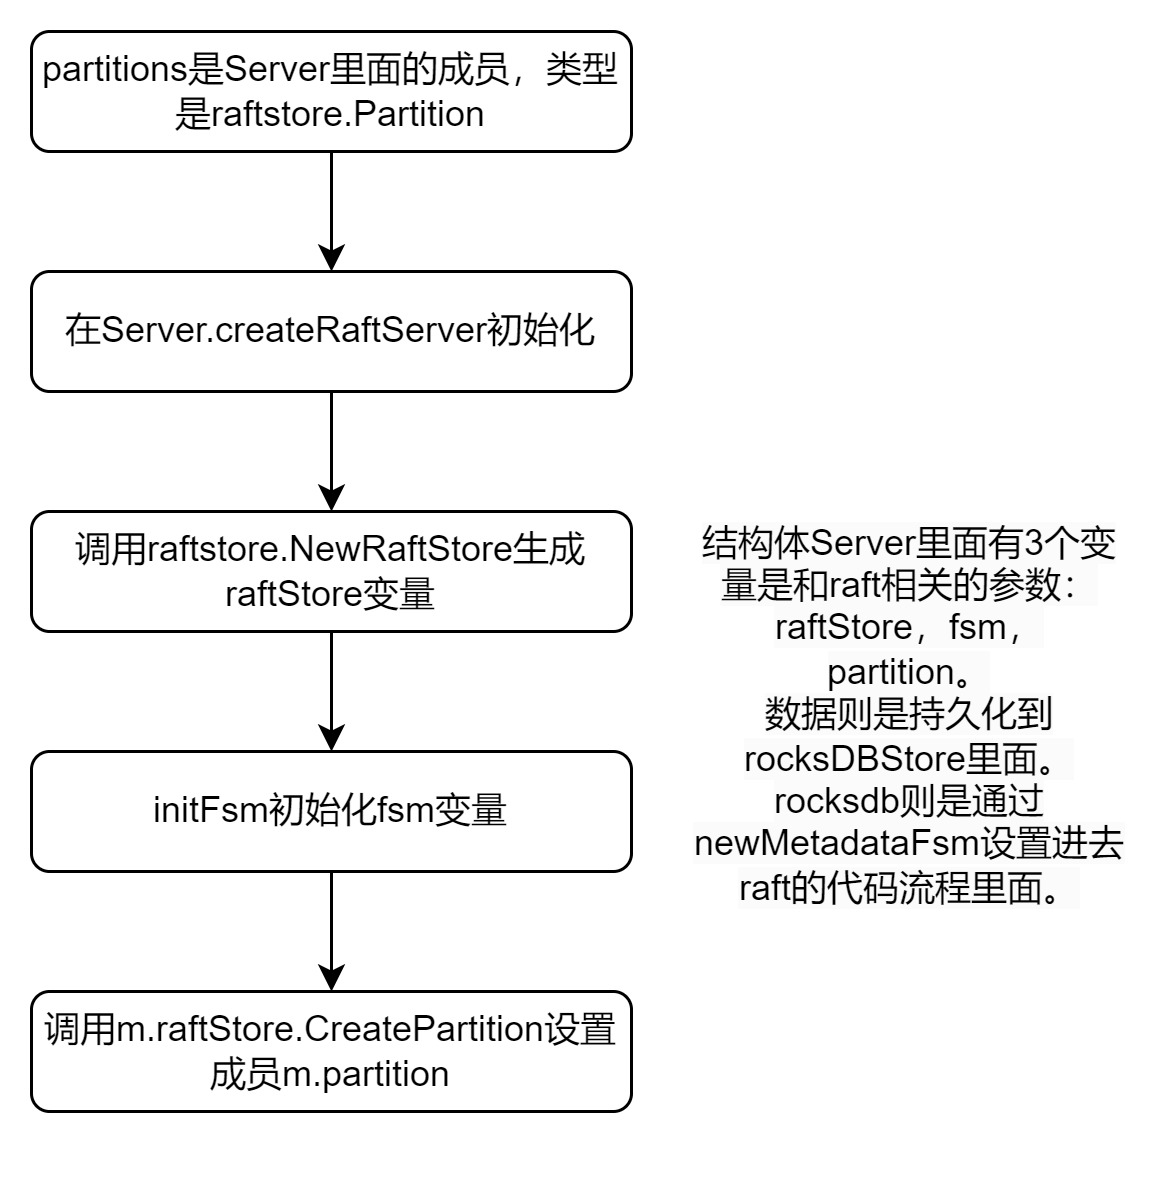 partitions是Server里面的成员，类型
是raftstore.Partition
在Server.createRaftServer初始化
调用raftstore.NewRaftStore生成
raftStore变量
initFsm初始化fsm变量
调用m.raftStore.CreatePartition设置
成员m.partition
结构体Server里面有3个变
量是和raft相关的参数：
raftStore，fsm，
partition。
数据则是持久化到
rocksDBStore里面。
rocksdb则是通过
newMetadataFsm设置进去
raft的代码流程里面。